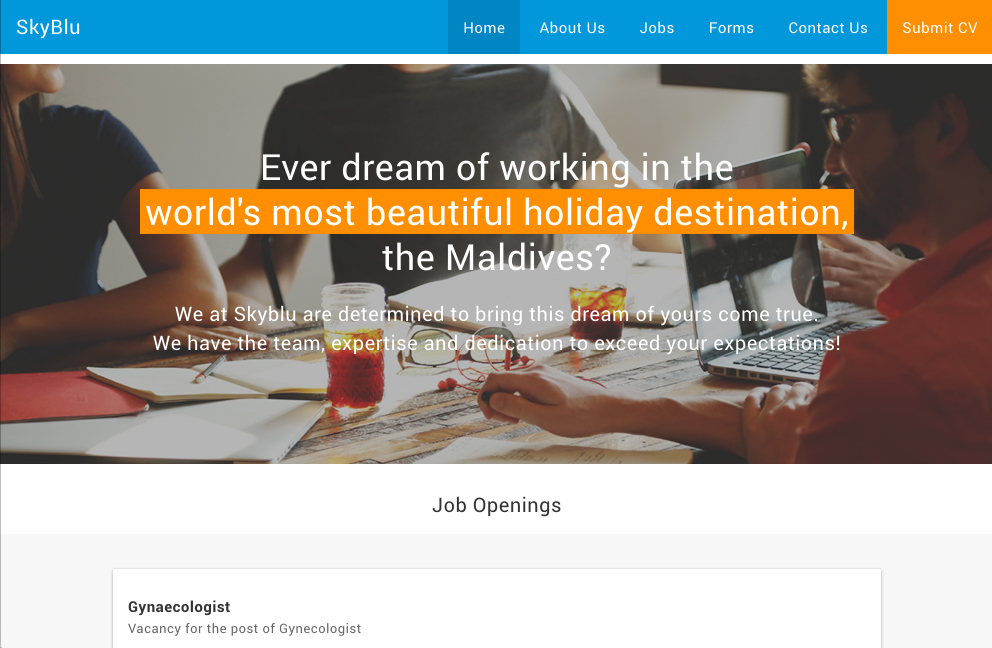 SkyBlu
Home
About Us
Jobs
Forms
Contact Us
Submit CV
Ever dream of working in the
world's most beautiful holiday destination,
the Maldives?
We at Skyblu are determined to bring this dream of yours come true.
We have the team, expertise and dedication to exceed your expectations!
Job Openings
Gynaecologist
Vacancy for the post of Gynecologist